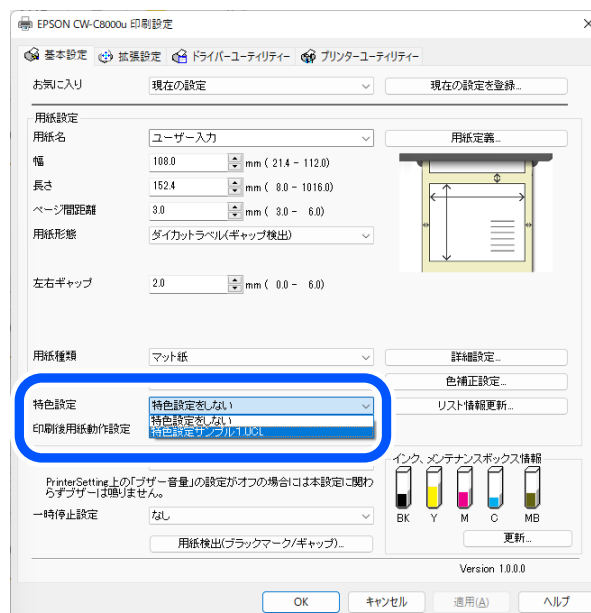 EPSON CW-C8000u 印刷設定
基本設定 拡張設定 ドライバーユーティリティー プリンターユーティリティー
お気に入り 現在の設定 現在の設定を登録...
用紙設定
用紙名 ユーザー入力 用紙定義...
幅 108.0 mm ( 21.4 - 112.0)
長さ 152.4 mm ( 8.0 - 1016.0)
ページ間距離 3.0 mm ( 3.0 - 6.0)
用紙形態 ダイカットラベル(ギャップ検出)
左右ギャップ 2.0 mm ( 0.0 - 6.0)
用紙種類 マット紙 詳細設定...
色補正設定...
特色設定 特色設定をしない リスト情報更新...
特色設定をしない
印刷後用紙動作設定 特色設定サンプル1.UCL
インク、メンテナンスボックス情報
PrinterSetting上の「ブザー音量」の設定がオフの場合には本設定に関わ
らずブザーは鳴りません。
BK Y M C MB
一時停止設定 なし
更新...
用紙検出(ブラックマーク/ギャップ)...
Version 1.0.0.0
OK キャンセル 適用(A) ヘルプ